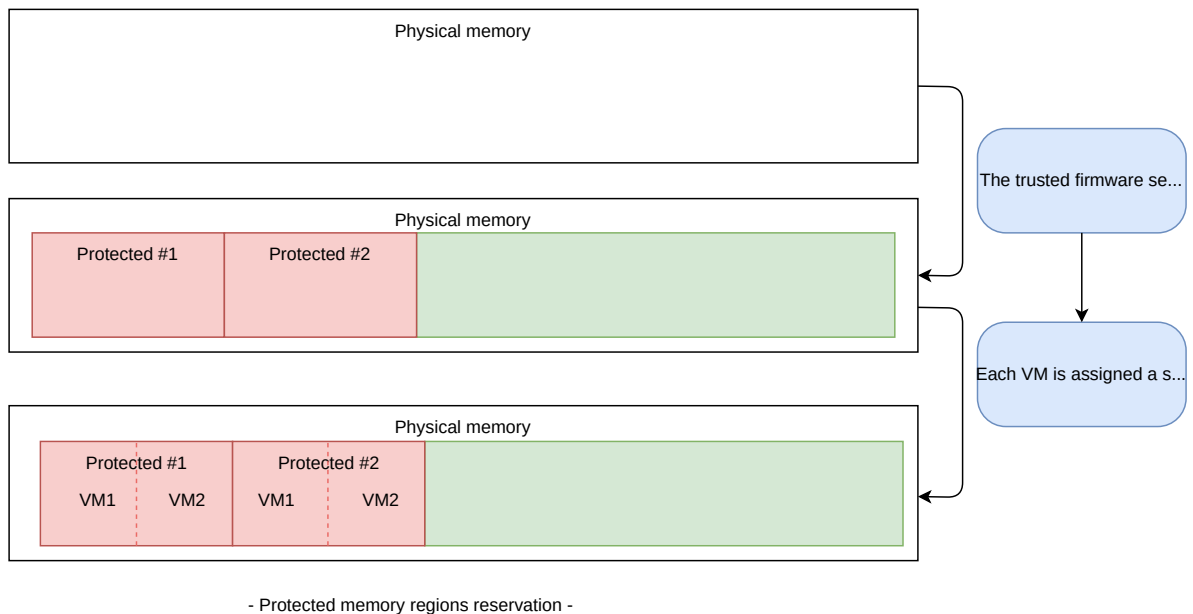 Physical memory
The trusted firmware se...
Physical memory
Protected #1
Protected #2
Each VM is assigned a s...
Physical memory
Protected #1
Protected #2
VM1
VM2
VM1
VM2
- Protected memory regions reservation -